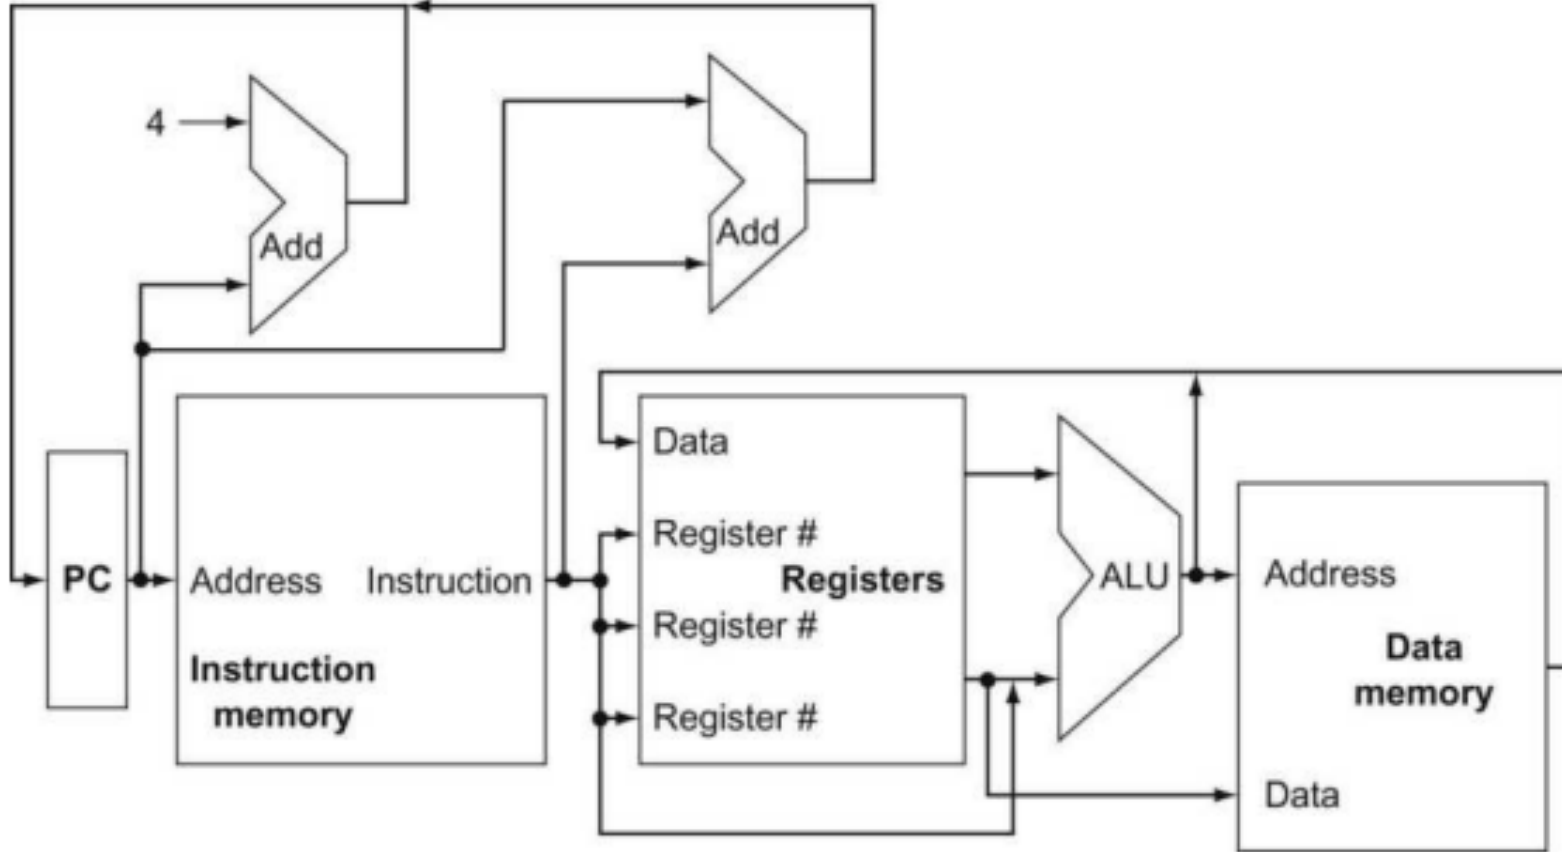 4
Add
Add
Data
Register #
PC
Address
Instruction
Registers
ALU
Address
Register #
Instruction
memory
Data
memory
Register #
Data